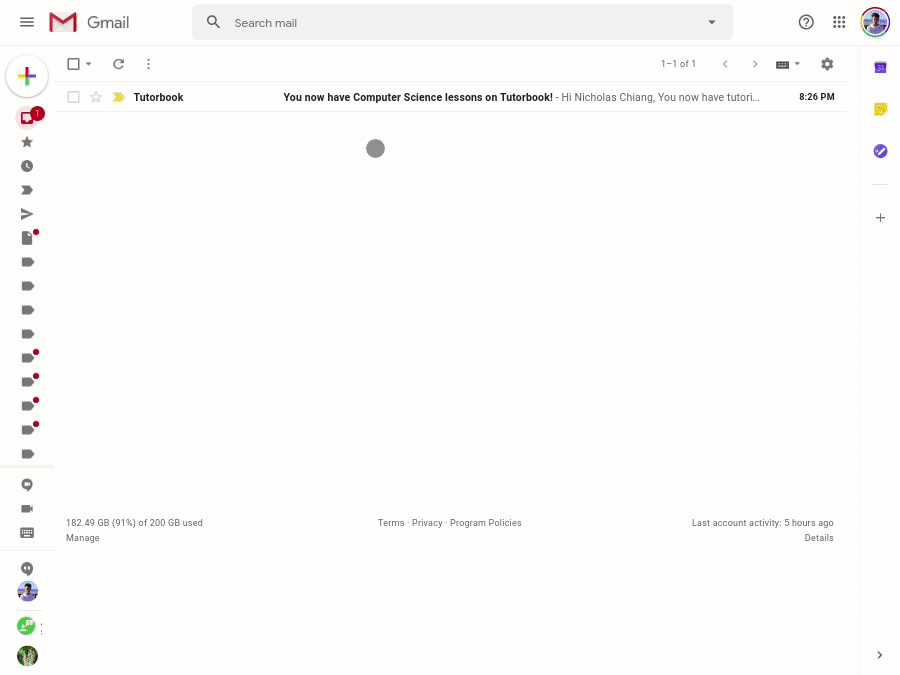 Gmail
Search mail
1–1 of 1
1
Tutorbook You now have Computer Science lessons on Tutorbook! - Hi Nicholas Chiang, You now have tutori... 8:26 PM
31
182.49 GB (91%) of 200 GB used
Manage
Terms · Privacy · Program Policies
Last account activity: 5 hours ago
Details